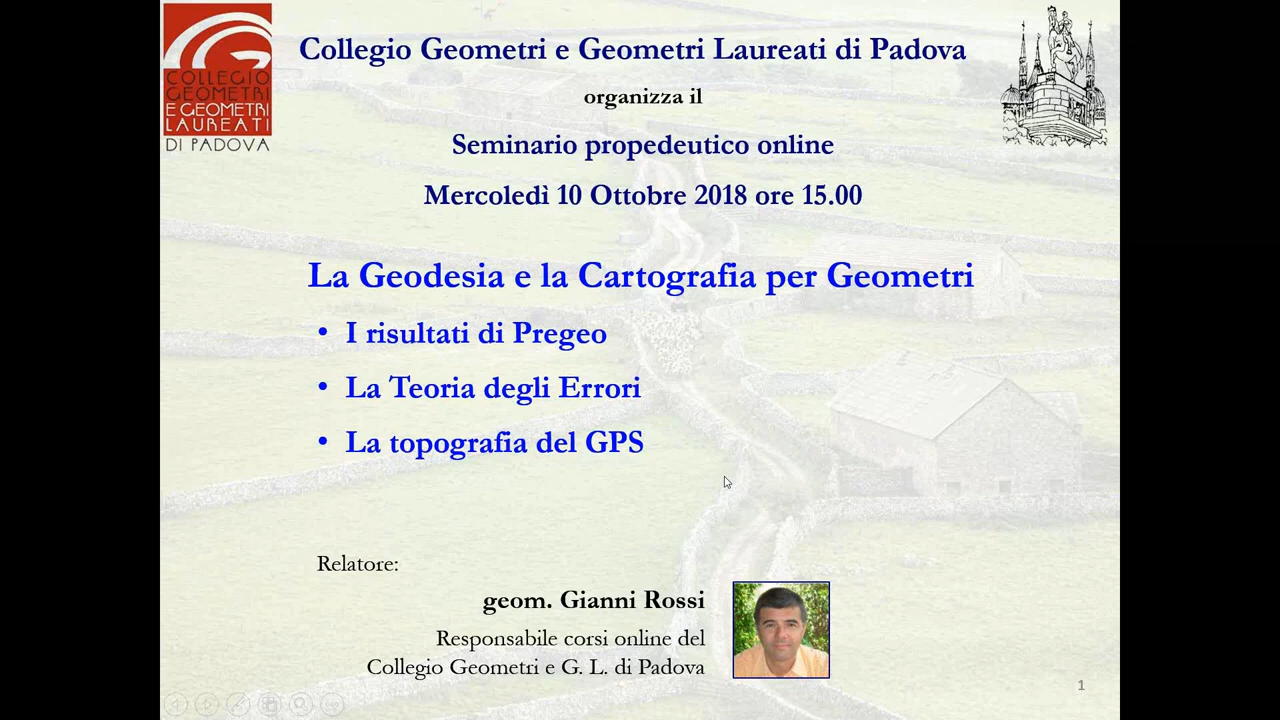 COLLEGIO
GEOMETRI
E GEOMETRI
LAUREATI
DI PADOVA
Collegio Geometri e Geometri Laureati di Padova
organizza il
Seminario propedeutico online
Mercoledì 10 Ottobre 2018 ore 15.00
La Geodesia e la Cartografia per Geometri
• I risultati di Pregeo
• La Teoria degli Errori
• La topografia del GPS
Relatore:
geom. Gianni Rossi
Responsabile corsi online del
Collegio Geometri e G. L. di Padova
1